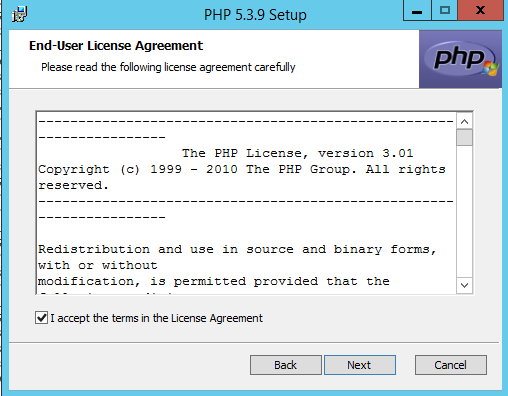 PHP 5.3.9 Setup
End-User License Agreement
Please read the following license agreement carefully
php
---------------------------------------------------
----------------
The PHP License, version 3.01
Copyright (c) 1999 - 2010 The PHP Group. All rights
reserved.
---------------------------------------------------
----------------
Redistribution and use in source and binary forms,
with or without
modification, is permitted provided that the
I accept the terms in the License Agreement
Back Next Cancel